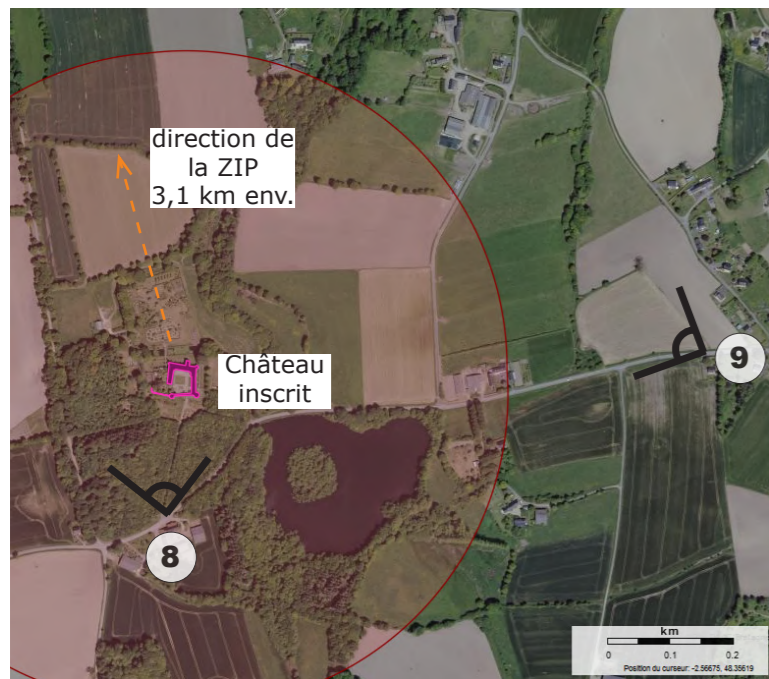 direction de
la ZIP
3,1 km env.
Château
inscrit
9
8
km
0 0.1 0.2
Position du curseur: -2.56675, 48.35619